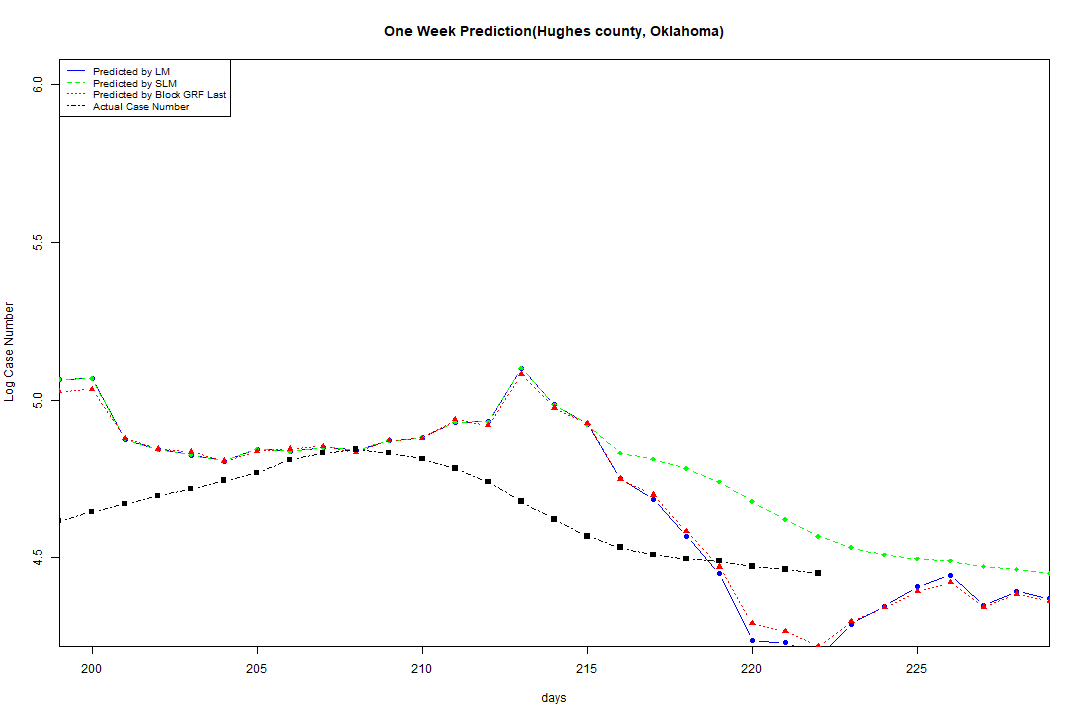 One Week Prediction(Hughes county, Oklahoma)
Predicted by LM
Predicted by SLM
Predicted by Block GRF Last
Actual Case Number
Log Case Number
6.0
5.5
5.0
4.5
200 205 210 215 220 225
days